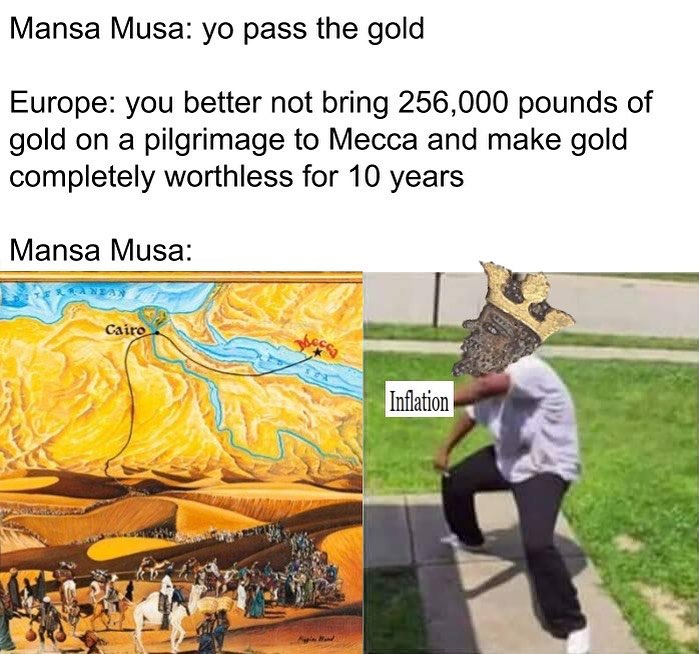 Mansa Musa: yo pass the gold
Europe: you better not bring 256,000 pounds of
gold on a pilgrimage to Mecca and make gold
completely worthless for 10 years
Mansa Musa:
Cairo
Mecca
Inflation